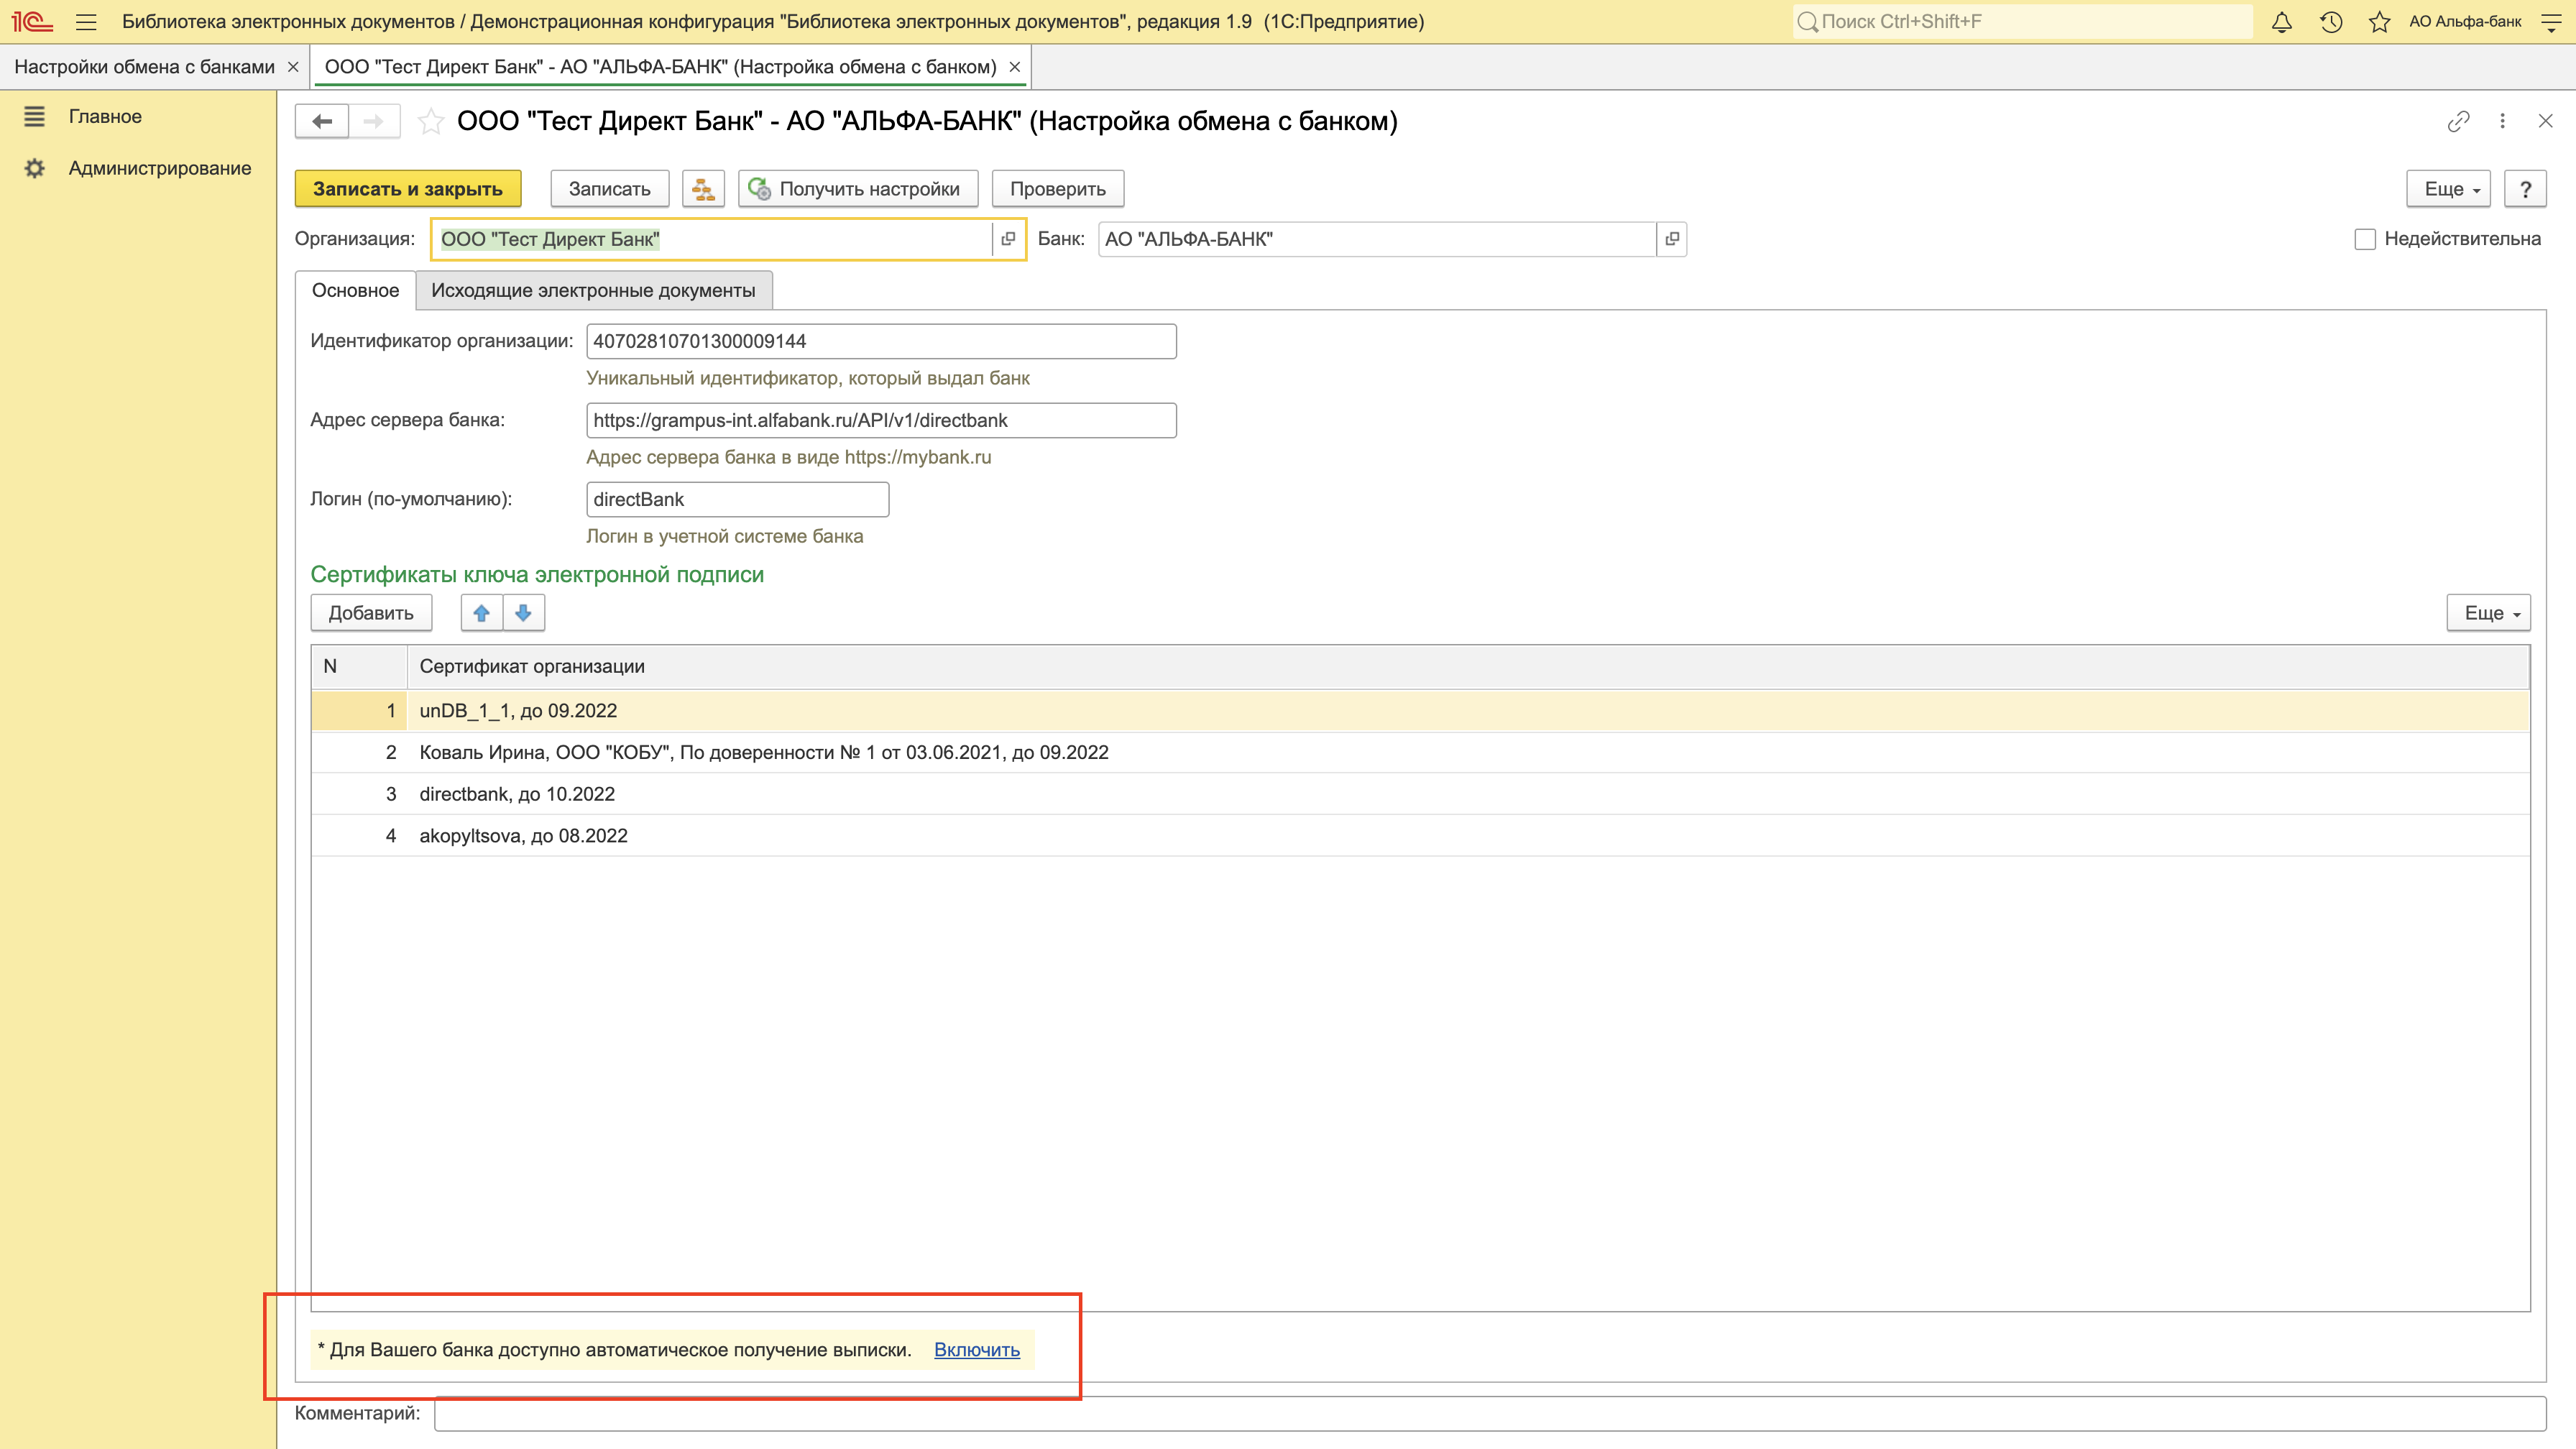 1С Библиотека электронных документов / Демонстрационная конфигурация "Библиотека электронных документов", редакция 1.9 (1С:Предприятие) Поиск Ctrl+Shift+F АО Альфа-банк
Настройки обмена с банками × ООО "Тест Директ Банк" - АО "АЛЬФА-БАНК" (Настройка обмена с банком) ×
Главное
Администрирование
ООО "Тест Директ Банк" - АО "АЛЬФА-БАНК" (Настройка обмена с банком)
Записать и закрыть Записать Получить настройки Проверить Еще ?
Организация: ООО "Тест Директ Банк" Банк: АО "АЛЬФА-БАНК" Недействительна
Основное Исходящие электронные документы
Идентификатор организации: 40702810701300009144
Уникальный идентификатор, который выдал банк
Адрес сервера банка: https://grampus-int.alfabank.ru/API/v1/directbank
Адрес сервера банка в виде https://mybank.ru
Логин (по-умолчанию): directBank
Логин в учетной системе банка
Сертификаты ключа электронной подписи
Добавить Еще
N Сертификат организации
1 unDB_1_1, до 09.2022
2 Коваль Ирина, ООО "КОБУ", По доверенности № 1 от 03.06.2021, до 09.2022
3 directbank, до 10.2022
4 akopyltsova, до 08.2022
* Для Вашего банка доступно автоматическое получение выписки. Включить
Комментарий: